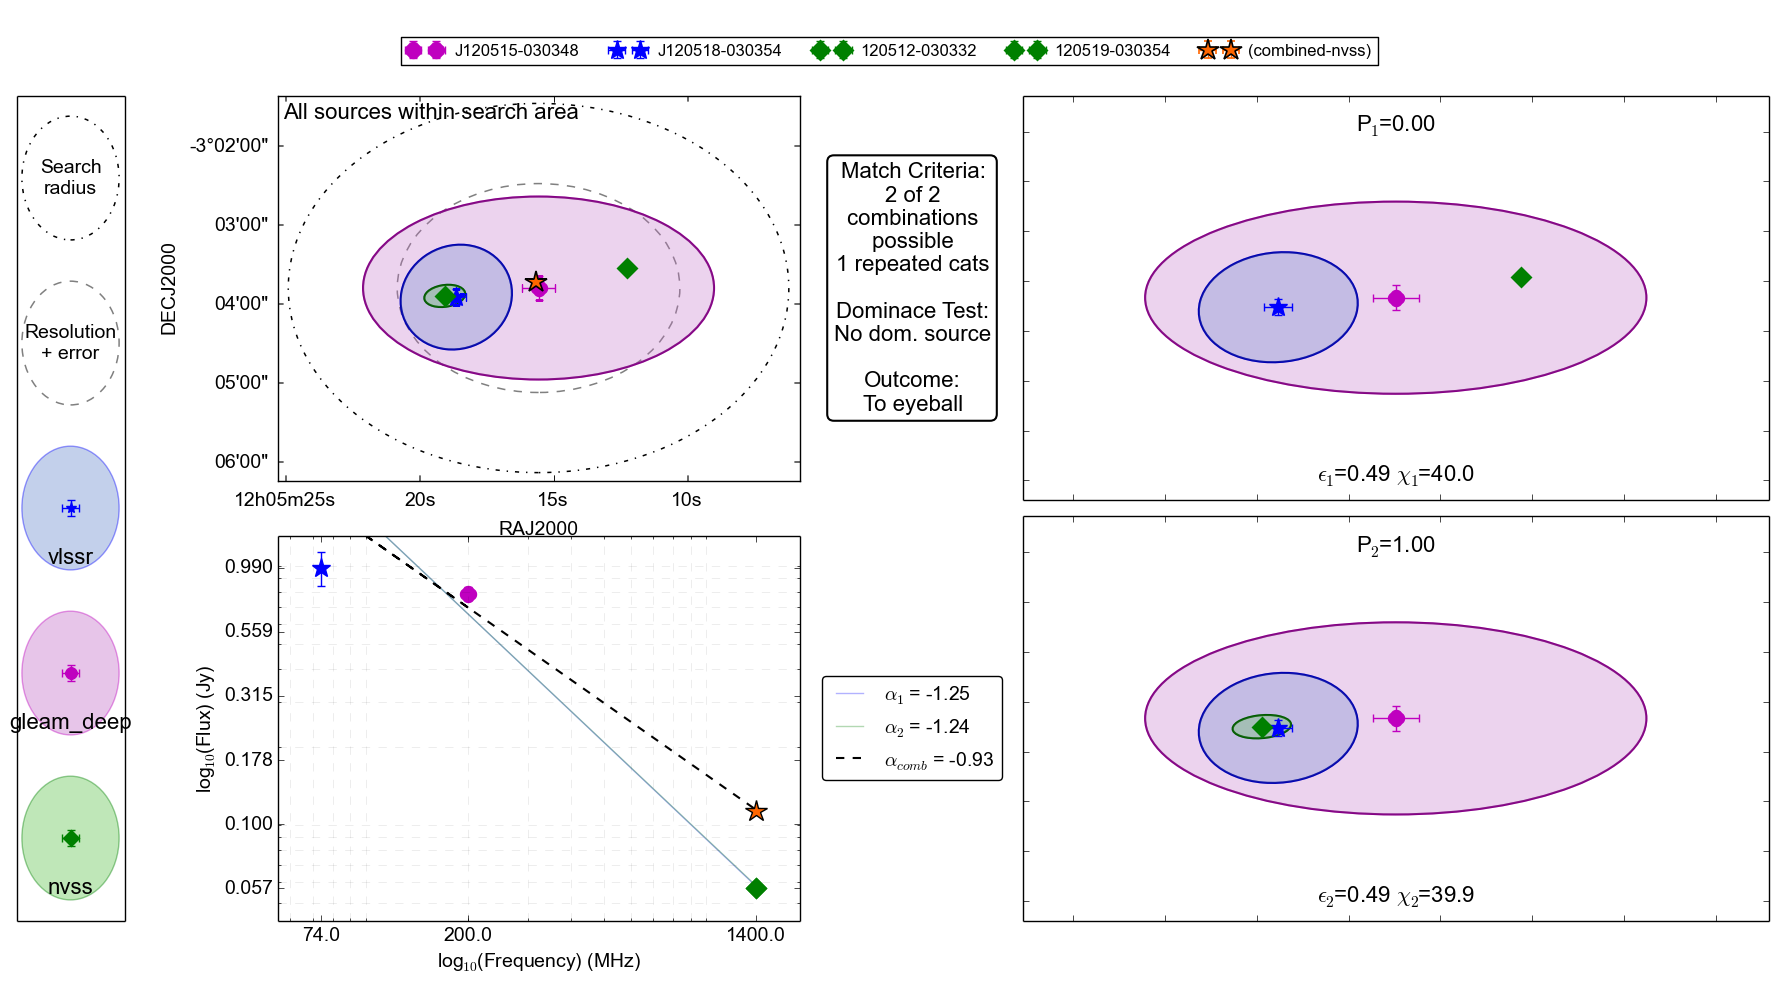 J120515-030348 J120518-030354 120512-030332 120519-030354 (combined-nvss)
Search
radius
Resolution
+ error
vlssr
gleam_deep
nvss
All sources within search area
-3°02'00"
03'00"
04'00"
05'00"
06'00"
DECJ2000
12h05m25s 20s 15s 10s
RAJ2000
Match Criteria:
2 of 2
combinations
possible
1 repeated cats
Dominace Test:
No dom. source
Outcome:
To eyeball
P₁=0.00
ϵ₁=0.49 χ₁=40.0
P₂=1.00
ϵ₂=0.49 χ₂=39.9
0.990
0.559
0.315
0.178
0.100
0.057
log₁₀(Flux) (Jy)
74.0 200.0 1400.0
log₁₀(Frequency) (MHz)
α₁ = -1.25
α₂ = -1.24
α_comb = -0.93